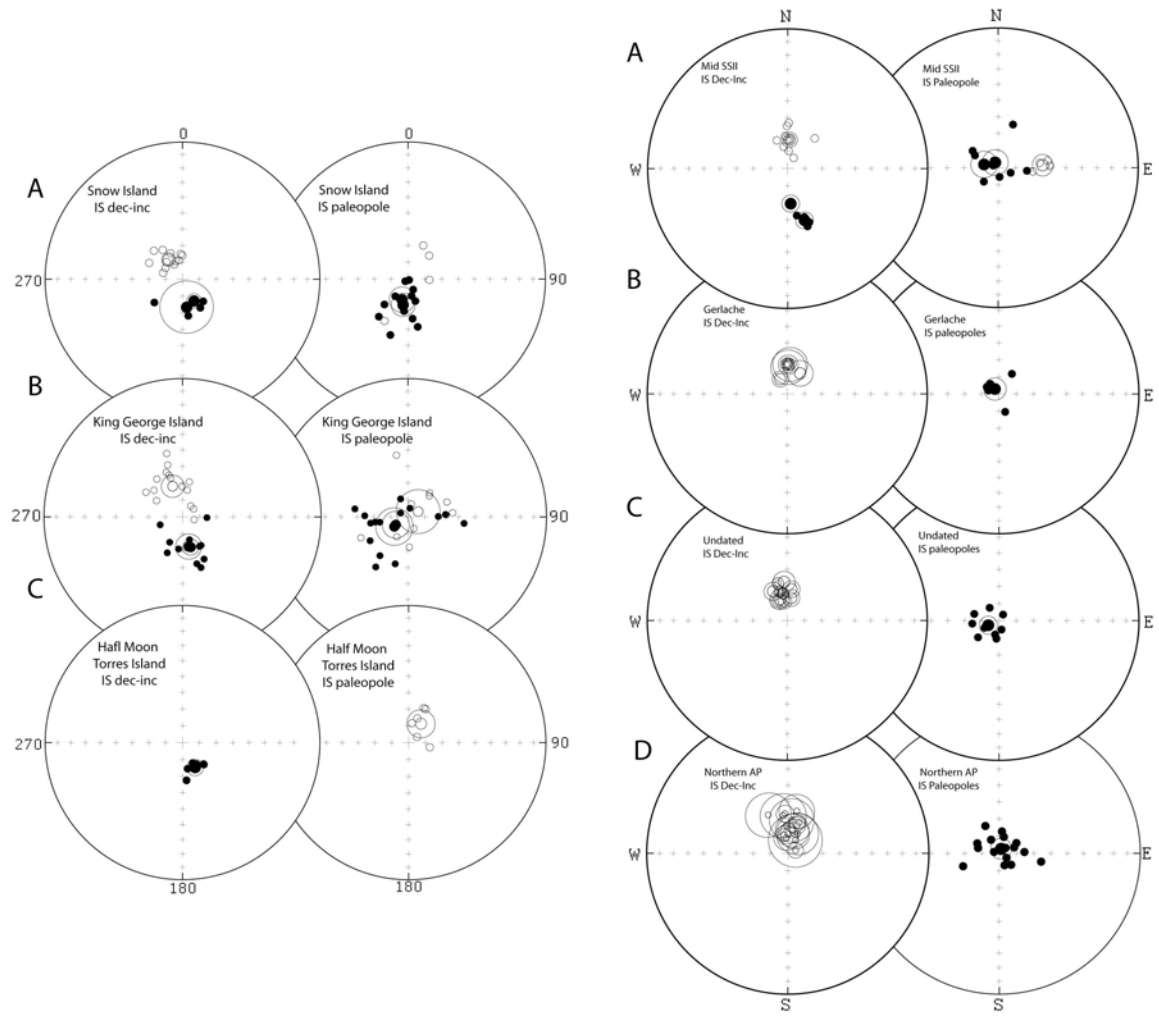 0
0
A
Snow Island
IS dec-inc
Snow Island
IS paleopole
270
90
B
King George Island
IS dec-inc
King George Island
IS paleopole
270
90
C
Hafl Moon
Torres Island
IS dec-inc
Half Moon
Torres Island
IS paleopole
270
90
180
180
N
N
A
Mid SSII
IS Dec-Inc
Mid SSII
IS Paleopole
W
E
B
Gerlache
IS Dec-Inc
Gerlache
IS paleopoles
W
E
C
Undated
IS Dec-Inc
Undated
IS paleopoles
W
E
D
Northern AP
IS Dec-Inc
Northern AP
IS Paleopoles
W
E
S
S